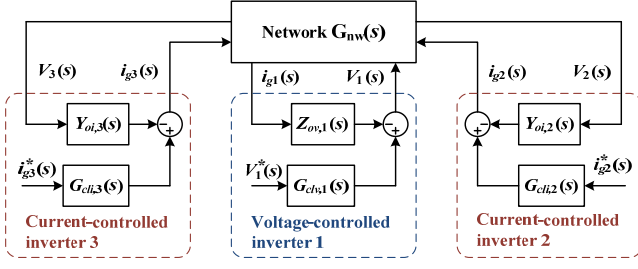 Network G_nw(s)
V_3(s) i_g3(s) i_g1(s) V_1(s) i_g2(s) V_2(s)
Y_oi,3(s) - + Z_ov,1(s) - + - + Y_oi,2(s)
i*_g3(s) G_cli,3(s) V*_1(s) G_clv,1(s) G_cli,2(s) i*_g2(s)
Current-controlled
inverter 3
Voltage-controlled
inverter 1
Current-controlled
inverter 2